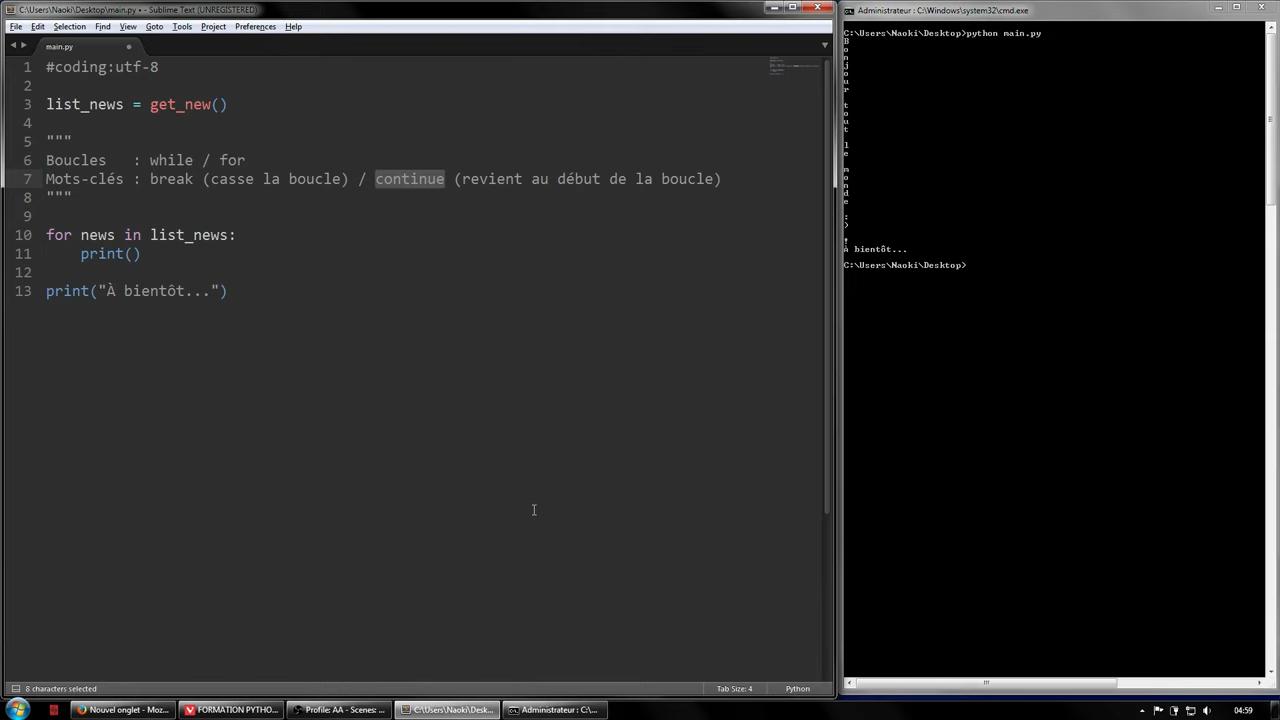 C:\Users\Naoki\Desktop\main.py • - Sublime Text (UNREGISTERED)
File Edit Selection Find View Goto Tools Project Preferences Help
main.py
1 #coding:utf-8
2
3 list_news = get_new()
4
5 """
6 Boucles   : while / for
7 Mots-clés : break (casse la boucle) / continue (revient au début de la boucle)
8 """
9
10 for news in list_news:
11     print()
12
13 print("À bientôt...")
8 characters selected
Tab Size: 4
Python
Administrateur : C:\Windows\system32\cmd.exe
C:\Users\Naoki\Desktop>python main.py
B
o
n
j
o
u
r
t
o
u
t
l
e
m
o
n
d
e
:
)
!
À bientôt...
C:\Users\Naoki\Desktop>
Nouvel onglet - Moz...
FORMATION PYTHO...
Profile: AA - Scenes: ...
C:\Users\Naoki\Desk...
Administrateur : C:\...
04:59